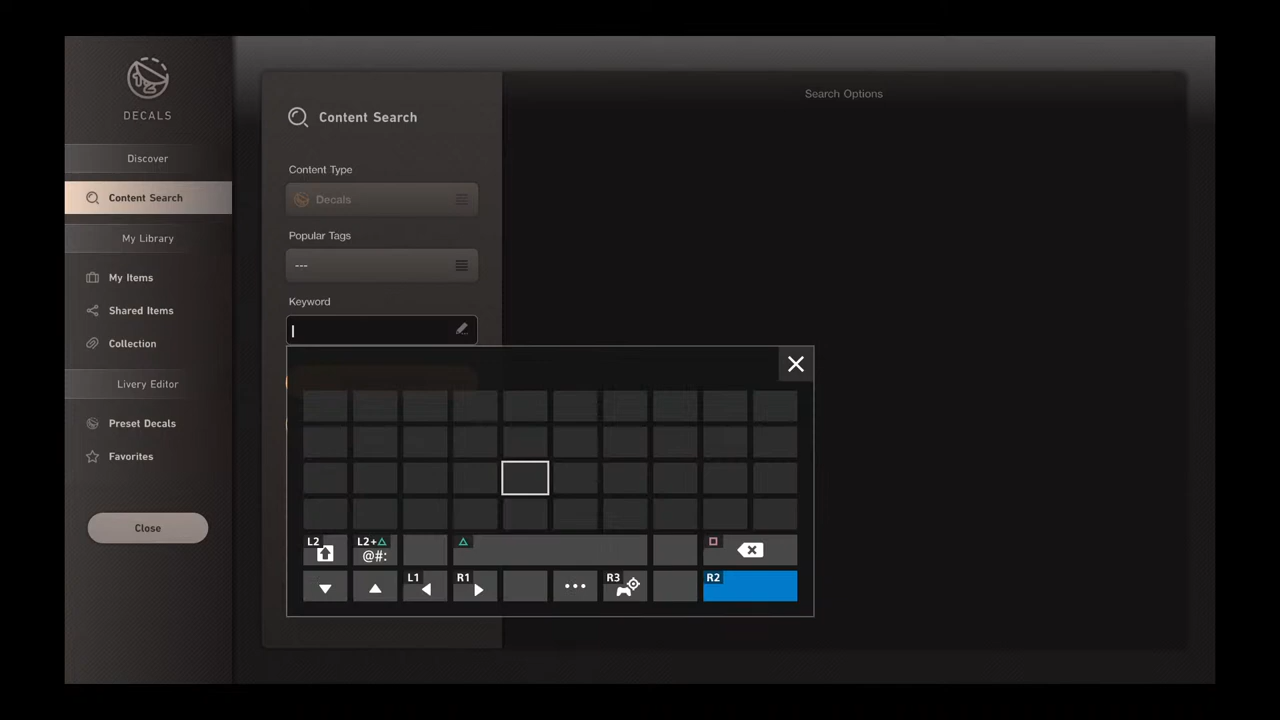 DECALS
Discover
Content Search
My Library
My Items
Shared Items
Collection
Livery Editor
Preset Decals
Favorites
Close
Content Search
Content Type
Decals
Popular Tags
---
Keyword
Search Options
L2
L2+△
@#:
△
□
L1
R1
...
R3
R2